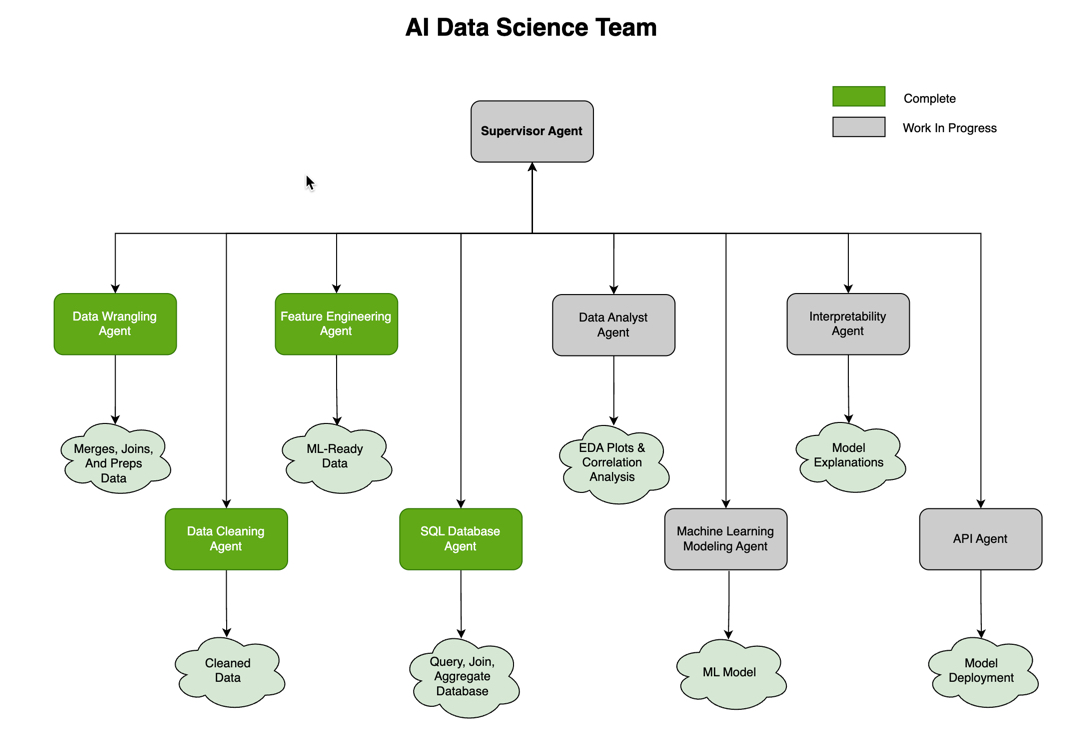 AI Data Science Team
Complete
Work In Progress
Supervisor Agent
Data Wrangling
Agent
Feature Engineering
Agent
Data Analyst
Agent
Interpretability
Agent
Merges, Joins,
And Preps
Data
ML-Ready
Data
EDA Plots &
Correlation
Analysis
Model
Explanations
Data Cleaning
Agent
SQL Database
Agent
Machine Learning
Modeling Agent
API Agent
Cleaned
Data
Query, Join,
Aggregate
Database
ML Model
Model
Deployment